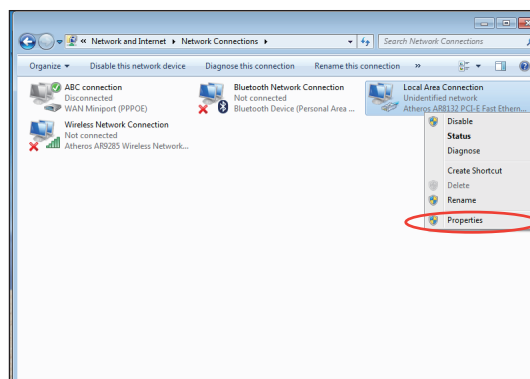 « Network and Internet ▸ Network Connections ▸
Search Network Connections
Organize ▾ Disable this network device Diagnose this connection Rename this connection »
ABC connection
Disconnected
WAN Miniport (PPPOE)
Bluetooth Network Connection
Not connected
Bluetooth Device (Personal Area ...
Local Area Connection
Unidentified network
Atheros AR8132 PCI-E Fast Ethern...
Wireless Network Connection
Not connected
Atheros AR9285 Wireless Network...
Disable
Status
Diagnose
Create Shortcut
Delete
Rename
Properties